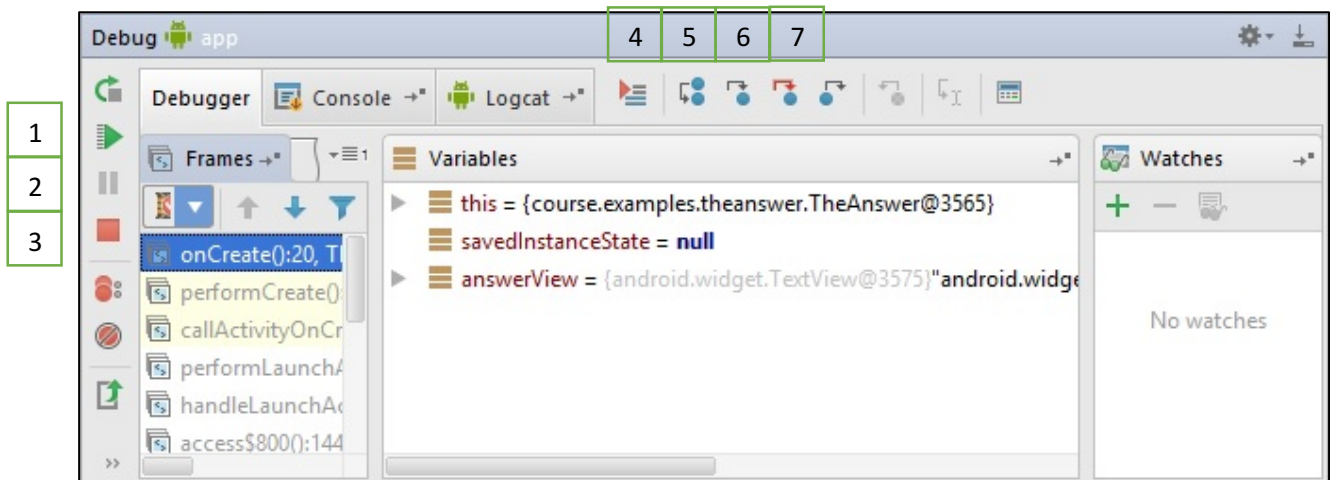 4 5 6 7
Debug app
Debugger Console Logcat
1
2
3
Frames 1 Variables Watches
this = {course.examples.theanswer.TheAnswer@3565}
savedInstanceState = null
onCreate():20, T
answerView = {android.widget.TextView@3575}"android.widge
performCreate():
No watches
callActivityOnCr
performLaunchA
handleLaunchAc
access$800():144
>>